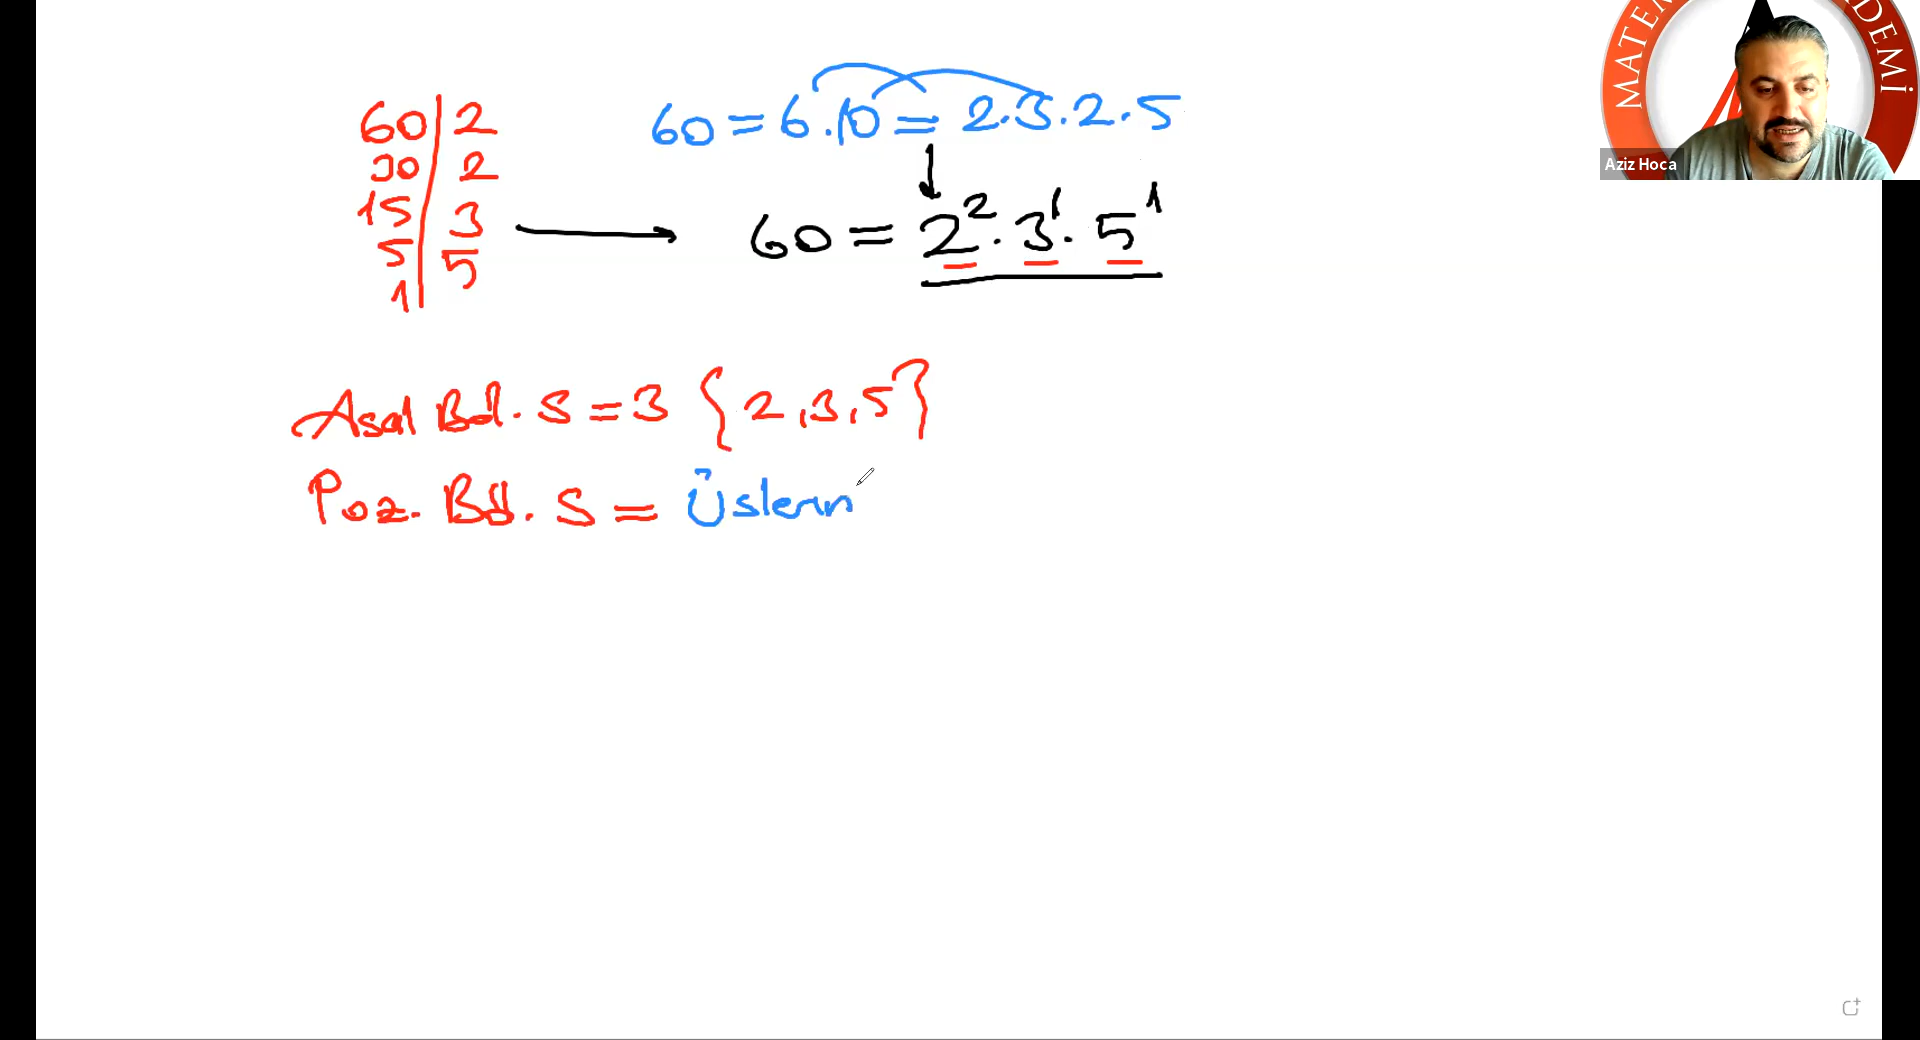 60 | 2
30 | 2
15 | 3
5 | 5
1
60 = 6.10 = 2.3.2.5
60 = 2².3¹.5¹
Asal Böl. S = 3 {2,3,5}
Poz. Böl. S = Üslerin
Aziz Hoca